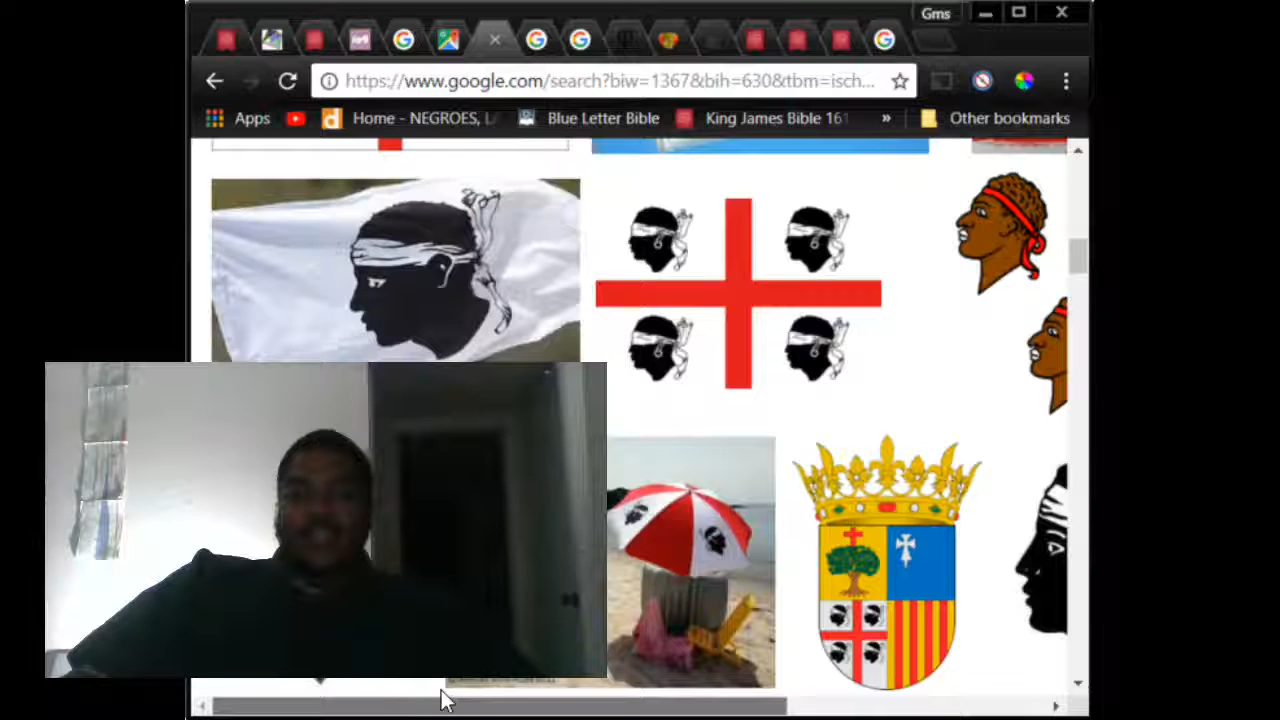 Gms
https://www.google.com/search?biw=1367&bih=630&tbm=isch...
Apps
Home - NEGROES, LA
Blue Letter Bible
King James Bible 161
»
Other bookmarks